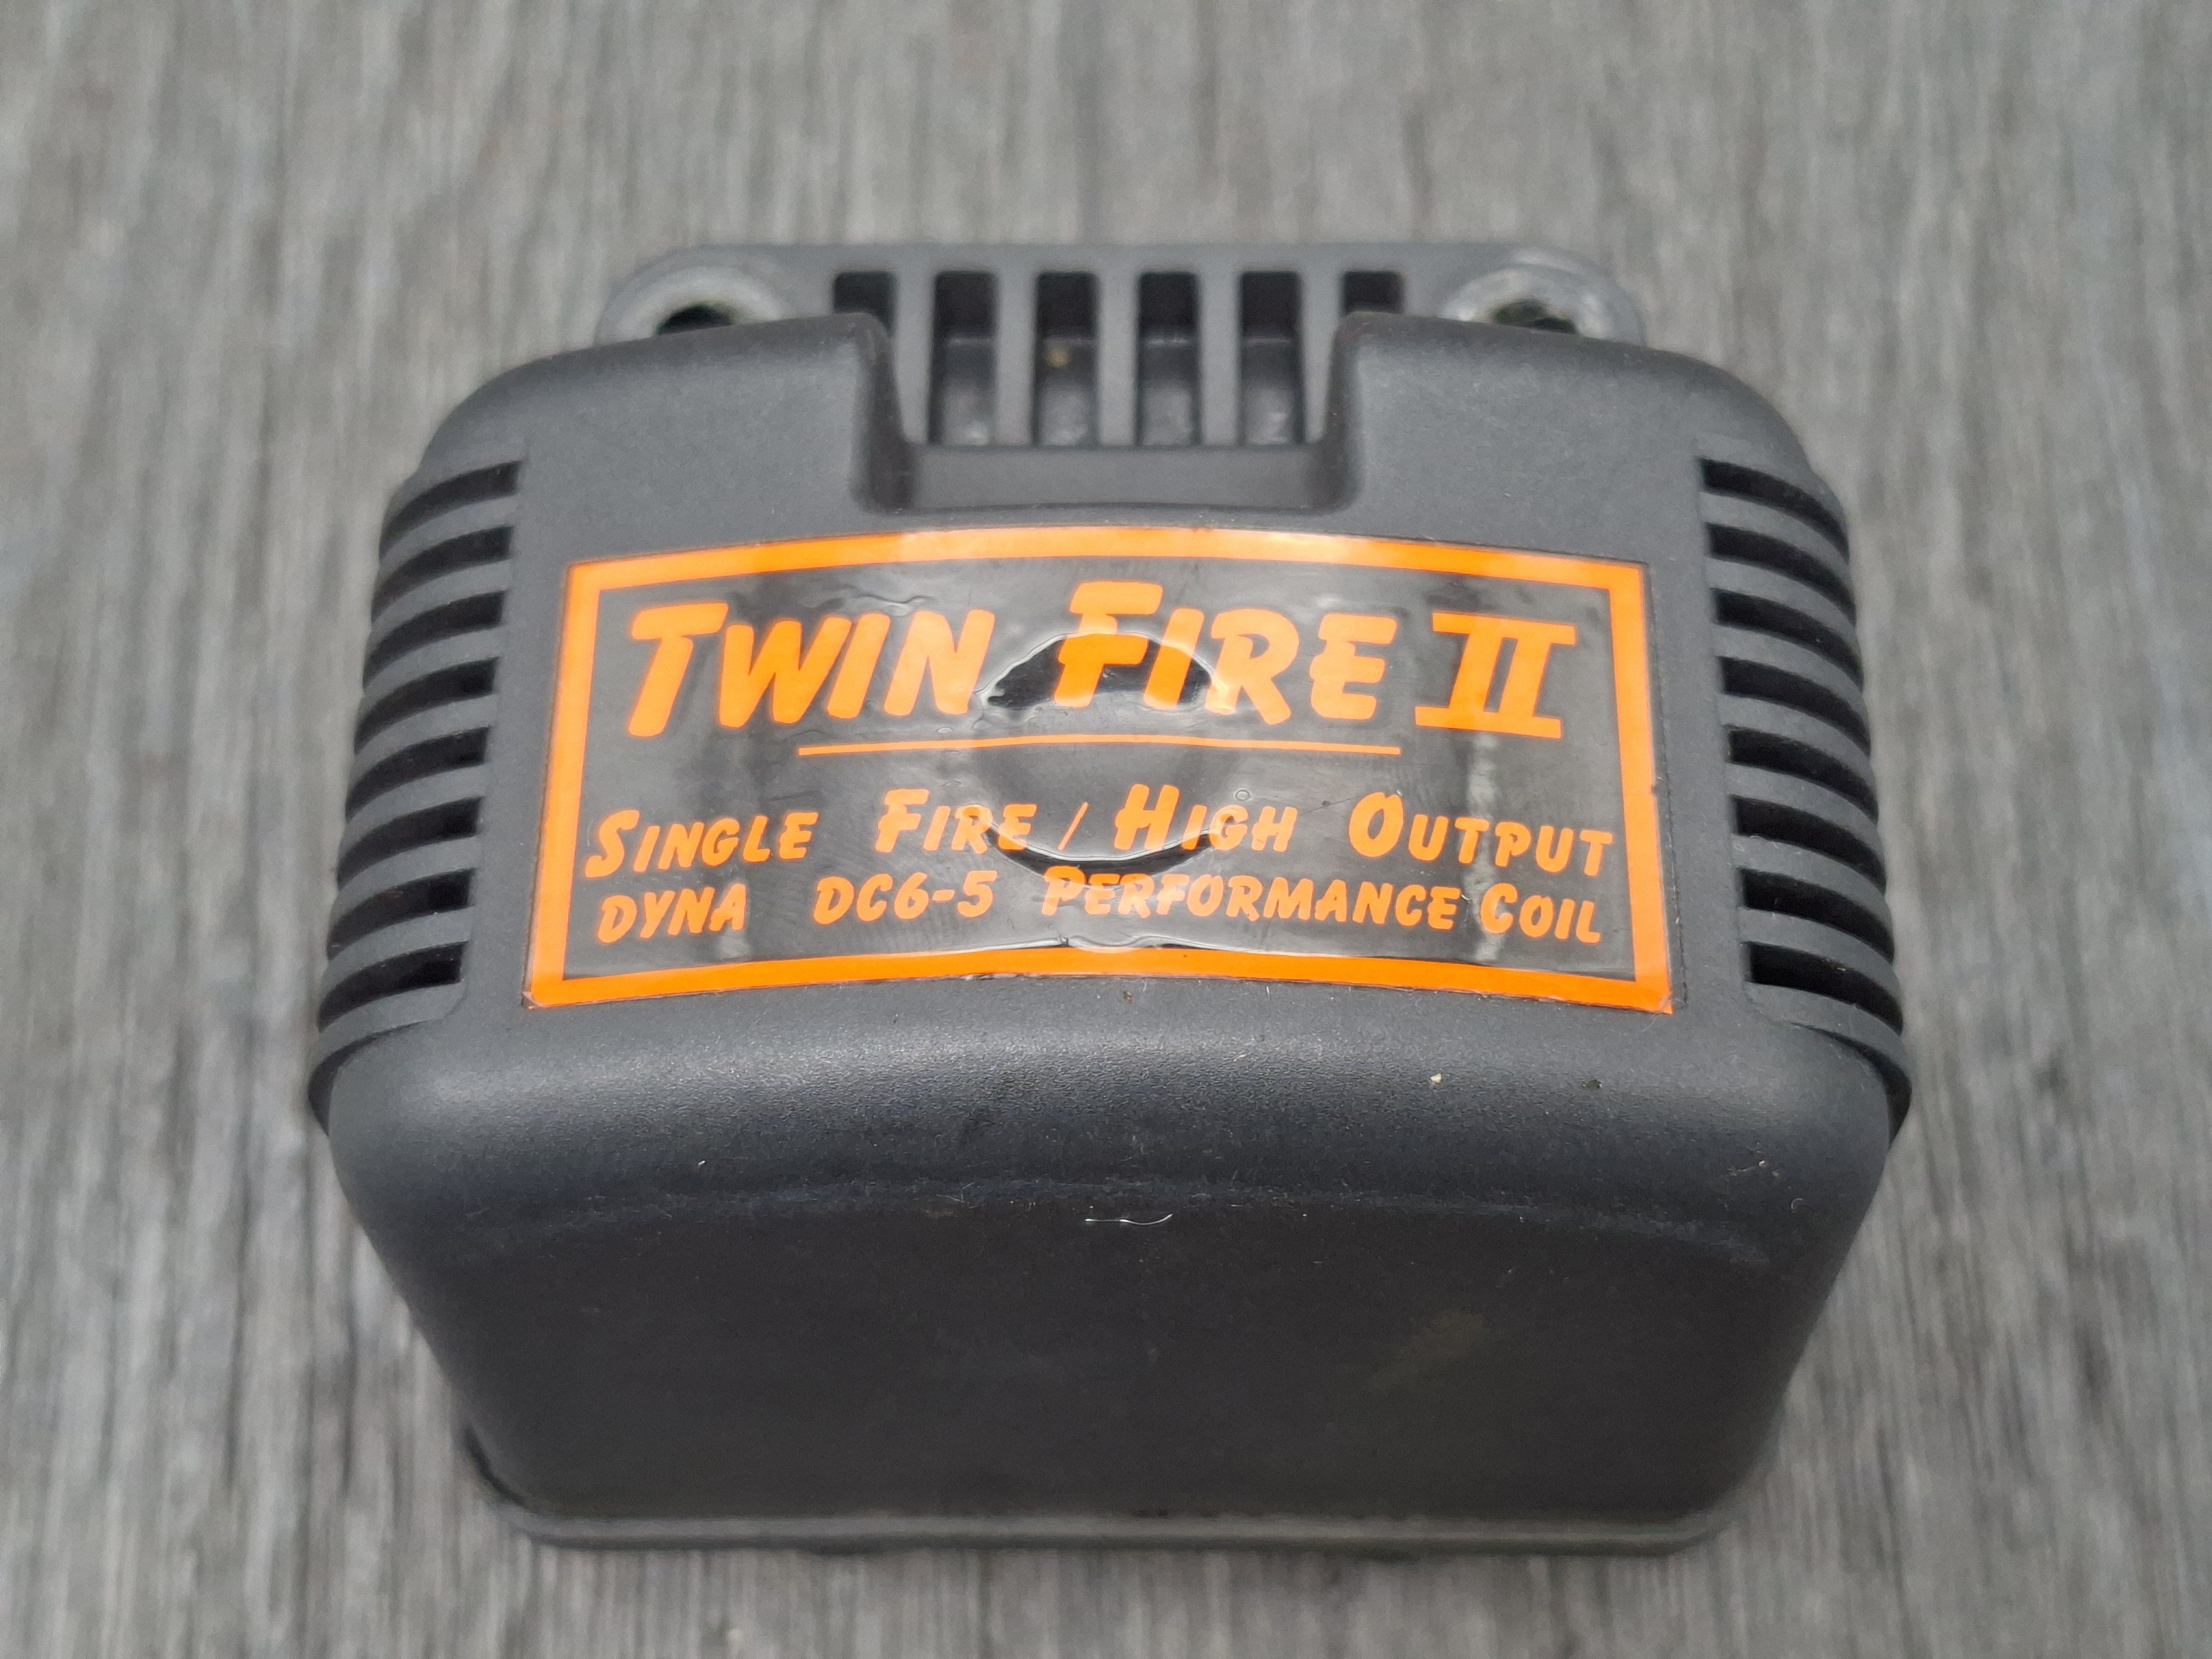 TWIN FIRE II
SINGLE FIRE / HIGH OUTPUT
DYNA DC6-5 PERFORMANCE COIL